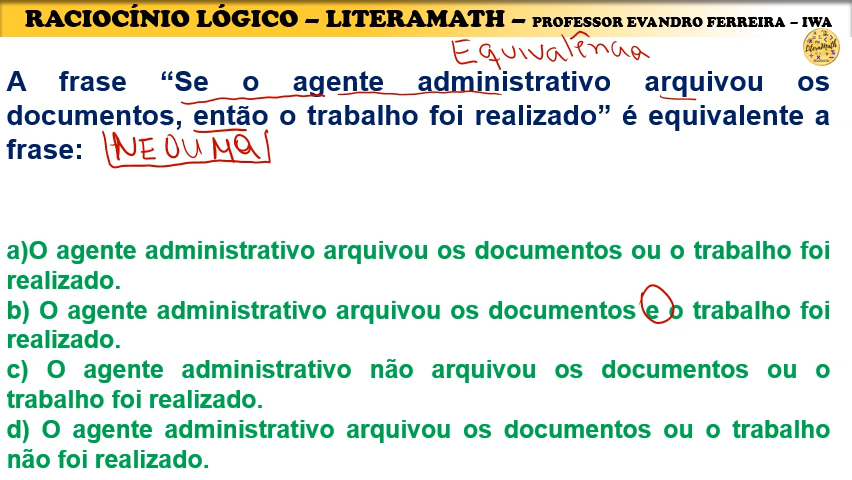 RACIOCÍNIO LÓGICO – LITERAMATH – PROFESSOR EVANDRO FERREIRA – IWA
Equivalência
A frase “Se o agente administrativo arquivou os
documentos, então o trabalho foi realizado” é equivalente a
frase: NEOUMA
a)O agente administrativo arquivou os documentos ou o trabalho foi
realizado.
b) O agente administrativo arquivou os documentos e o trabalho foi
realizado.
c) O agente administrativo não arquivou os documentos ou o
trabalho foi realizado.
d) O agente administrativo arquivou os documentos ou o trabalho
não foi realizado.